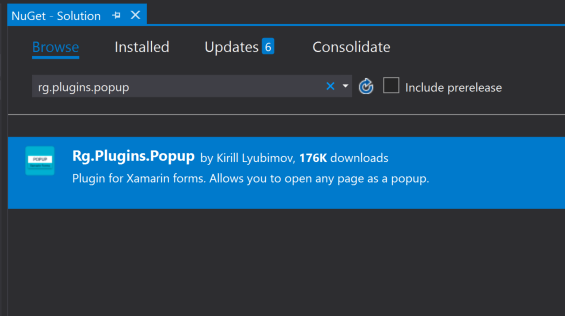 NuGet - Solution
Browse Installed Updates 6 Consolidate
rg.plugins.popup Include prerelease
POPUP
Rg.Plugins.Popup by Kirill Lyubimov, 176K downloads
Plugin for Xamarin forms. Allows you to open any page as a popup.